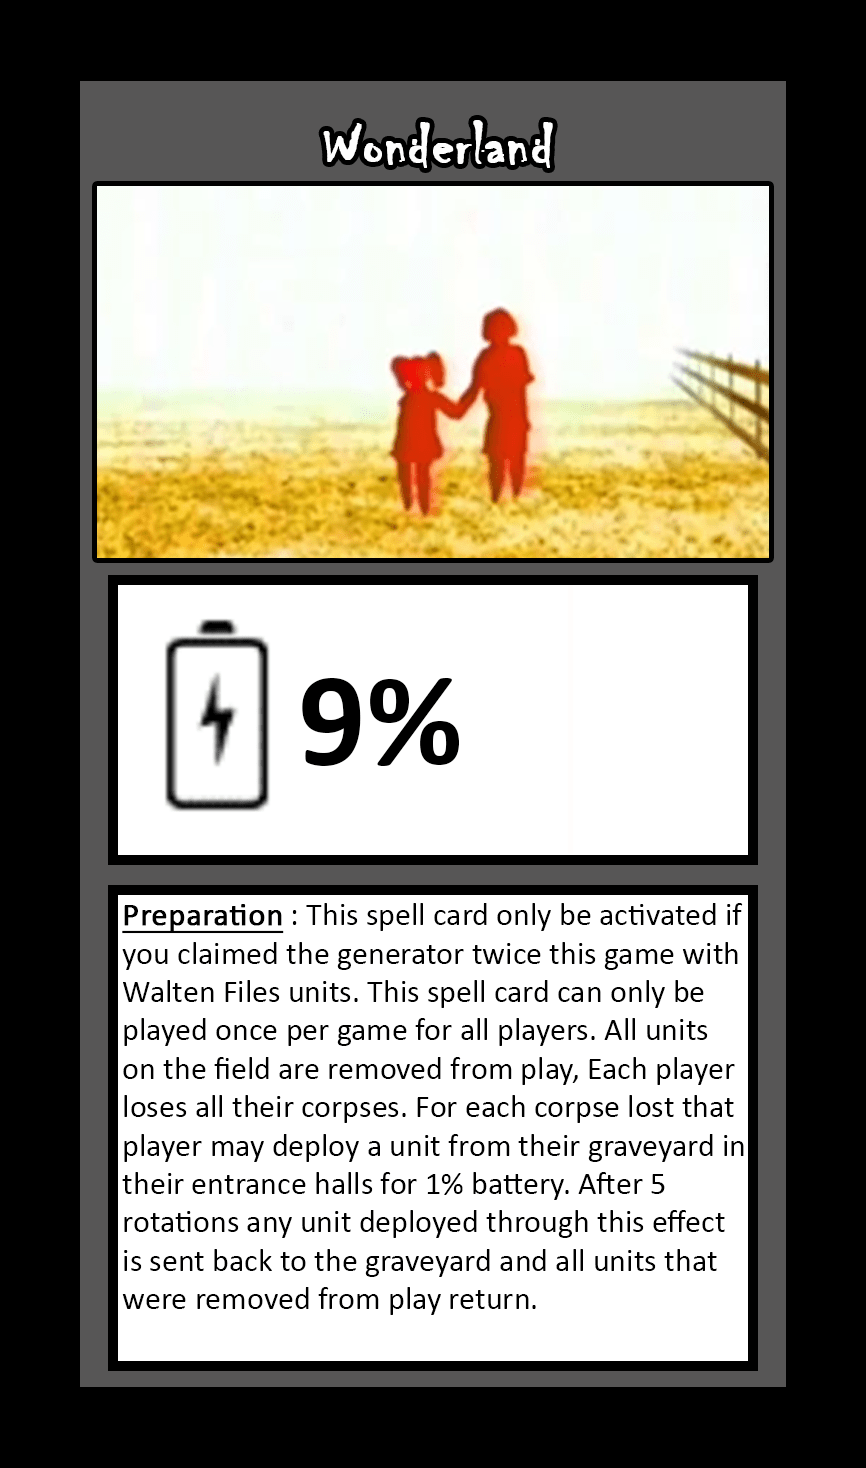 Wonderland
9%
Preparation : This spell card only be activated if
you claimed the generator twice this game with
Walten Files units. This spell card can only be
played once per game for all players. All units
on the field are removed from play, Each player
loses all their corpses. For each corpse lost that
player may deploy a unit from their graveyard in
their entrance halls for 1% battery. After 5
rotations any unit deployed through this effect
is sent back to the graveyard and all units that
were removed from play return.